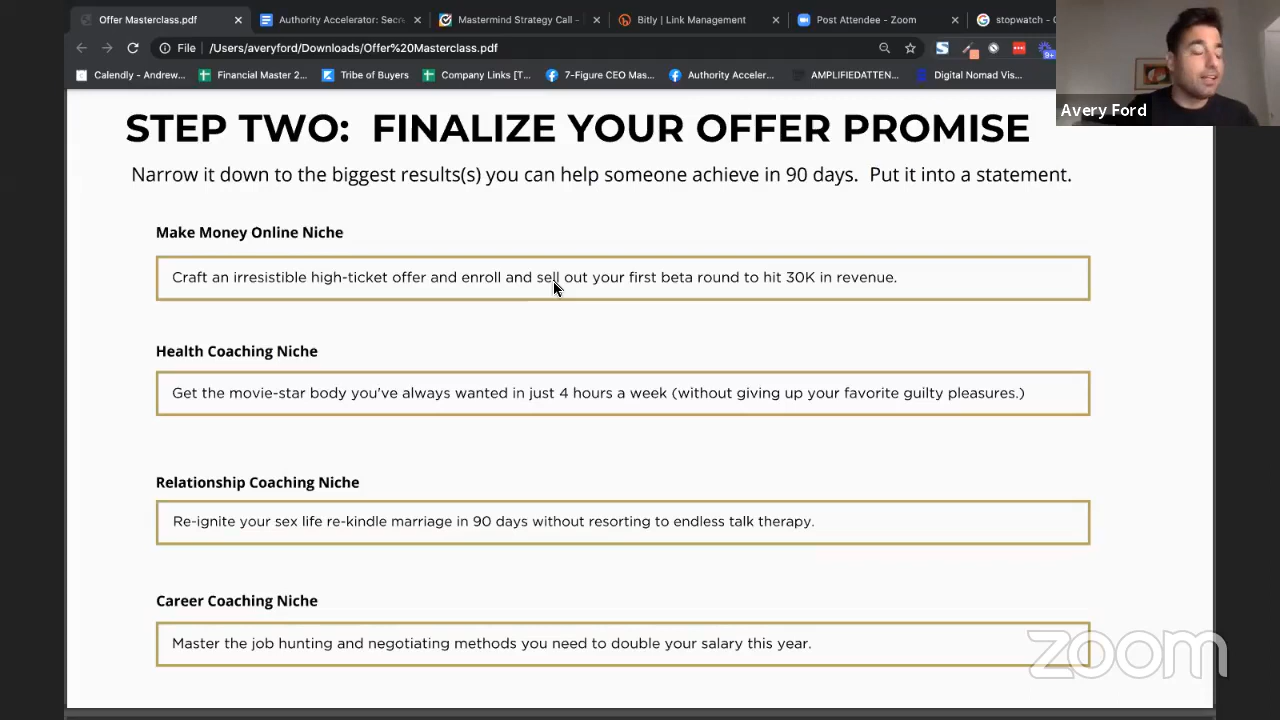 Offer Masterclass.pdf
Authority Accelerator: Secr
Mastermind Strategy Call -
Bitly | Link Management
Post Attendee - Zoom
stopwatch -
File
/Users/averyford/Downloads/Offer%20Masterclass.pdf
9+
Calendly - Andrew...
Financial Master 2...
Tribe of Buyers
Company Links [T...
7-Figure CEO Mas...
Authority Acceler...
AMPLIFIEDATTEN...
Digital Nomad Vis...
Avery Ford
STEP TWO: FINALIZE YOUR OFFER PROMISE
Narrow it down to the biggest results(s) you can help someone achieve in 90 days. Put it into a statement.
Make Money Online Niche
Craft an irresistible high-ticket offer and enroll and sell out your first beta round to hit 30K in revenue.
Health Coaching Niche
Get the movie-star body you've always wanted in just 4 hours a week (without giving up your favorite guilty pleasures.)
Relationship Coaching Niche
Re-ignite your sex life re-kindle marriage in 90 days without resorting to endless talk therapy.
Career Coaching Niche
Master the job hunting and negotiating methods you need to double your salary this year.
zoom